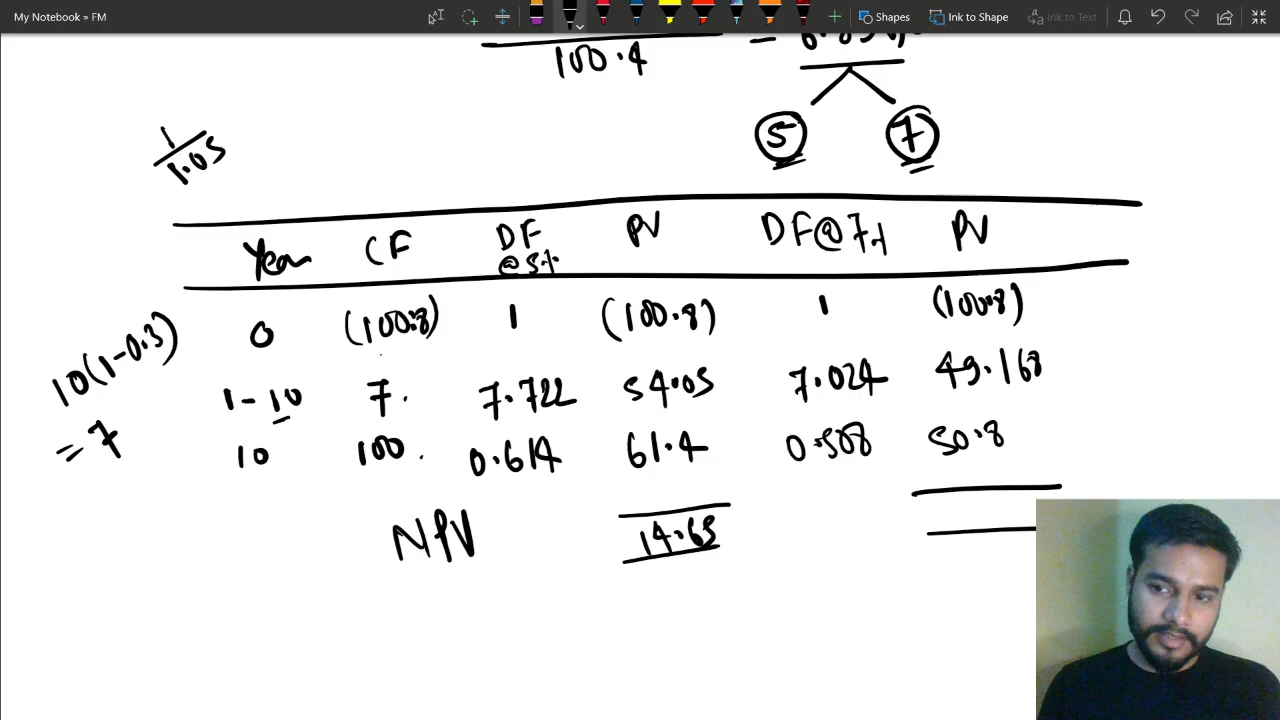 My Notebook » FM
Shapes
Ink to Shape
Ink to Text
100.4
5 7
1/1.05
Year CF DF @5% PV DF@7% PV
0 (100.8) 1 (100.8) 1 (100.8)
10(1-0.3)
= 7
1-10 7 7.722 54.05 7.024 49.168
10 100 0.614 61.4 0.508 50.8
NPV 14.65